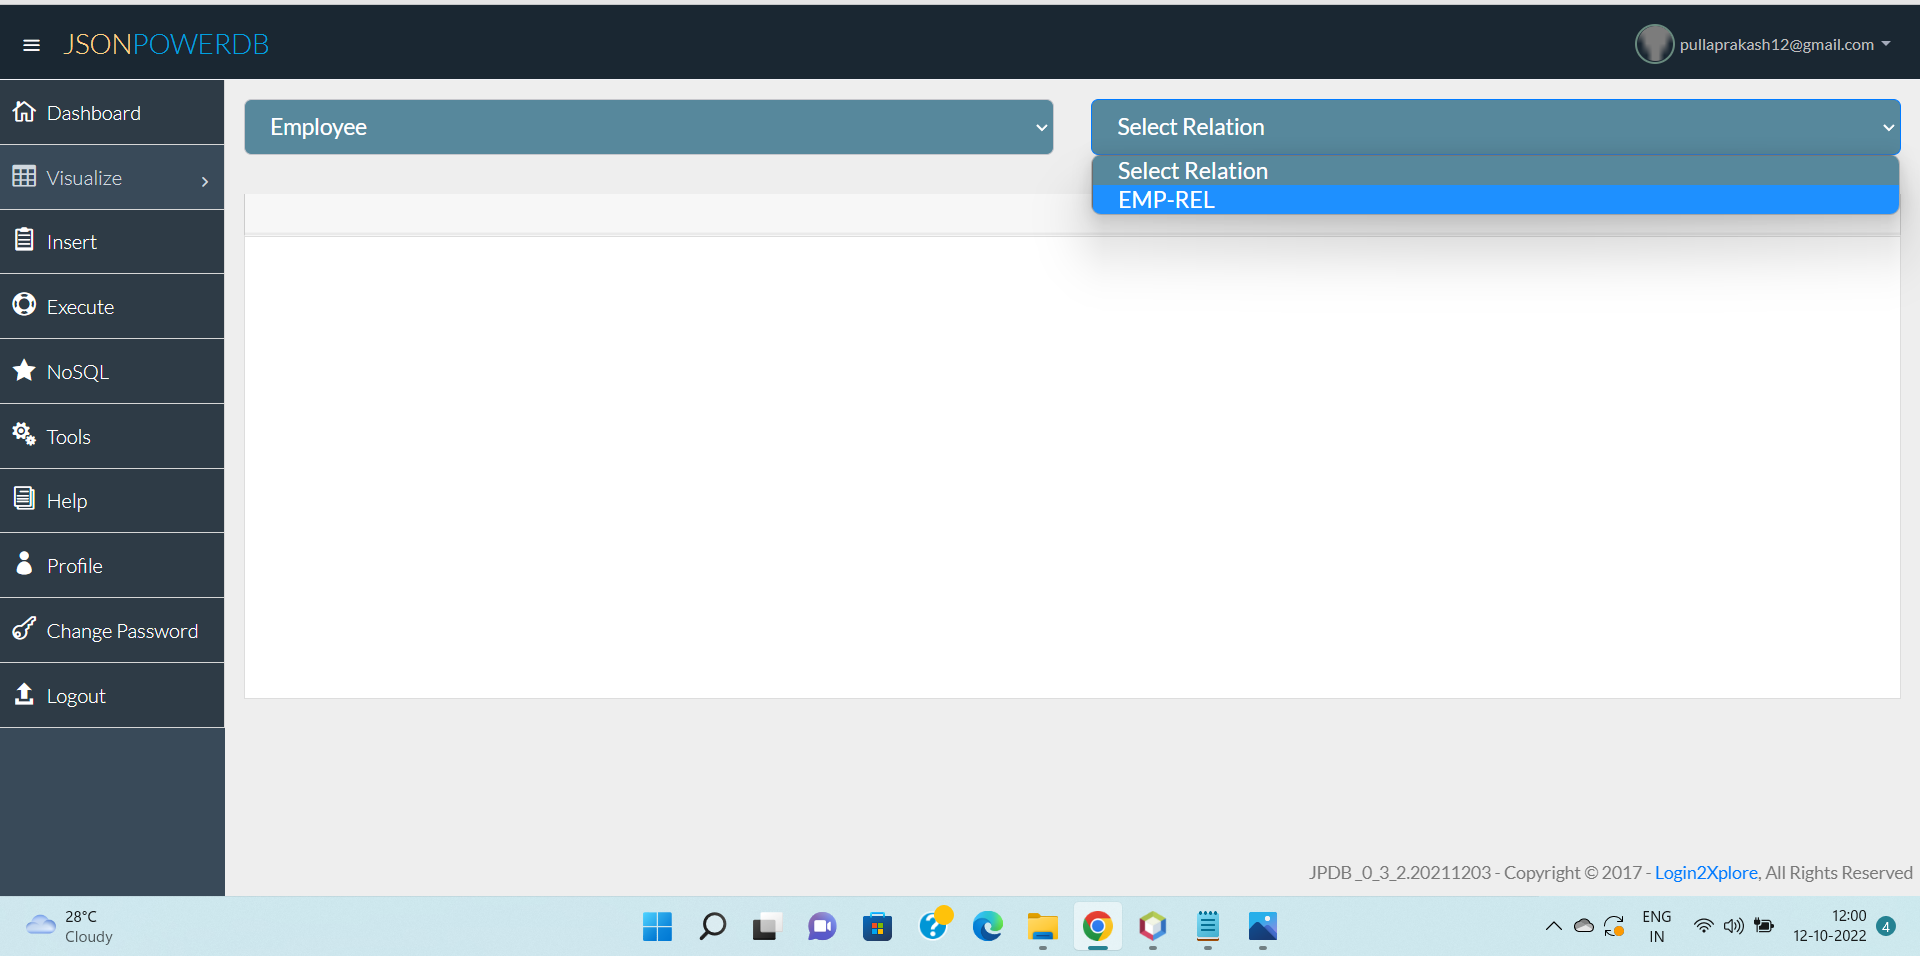 JSONPOWERDB
pullaprakash12@gmail.com
Dashboard
Visualize
Insert
Execute
NoSQL
Tools
Help
Profile
Change Password
Logout
Employee
Select Relation
Select Relation
EMP-REL
JPDB_0_3_2.20211203 - Copyright © 2017 - Login2Xplore, All Rights Reserved
28°C
Cloudy
ENG
IN
12:00
12-10-2022
4